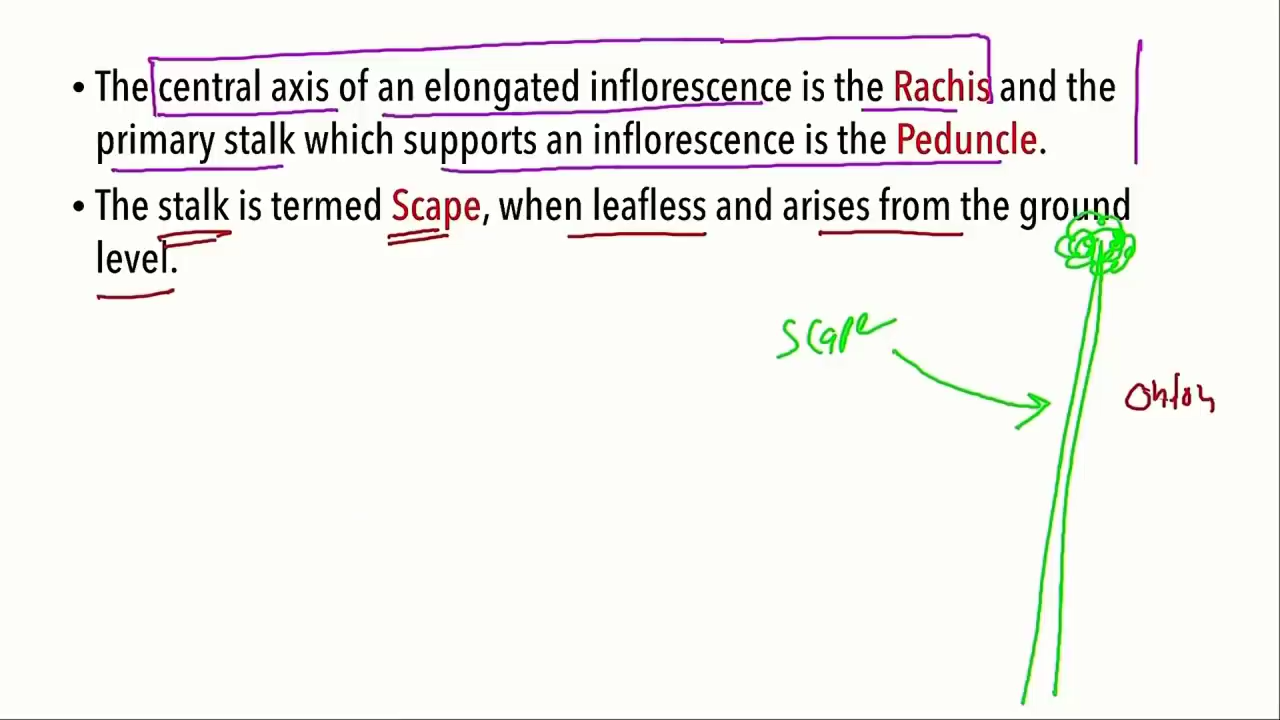 • The central axis of an elongated inflorescence is the Rachis and the
primary stalk which supports an inflorescence is the Peduncle.
• The stalk is termed Scape, when leafless and arises from the ground
level.
Scape
Onion